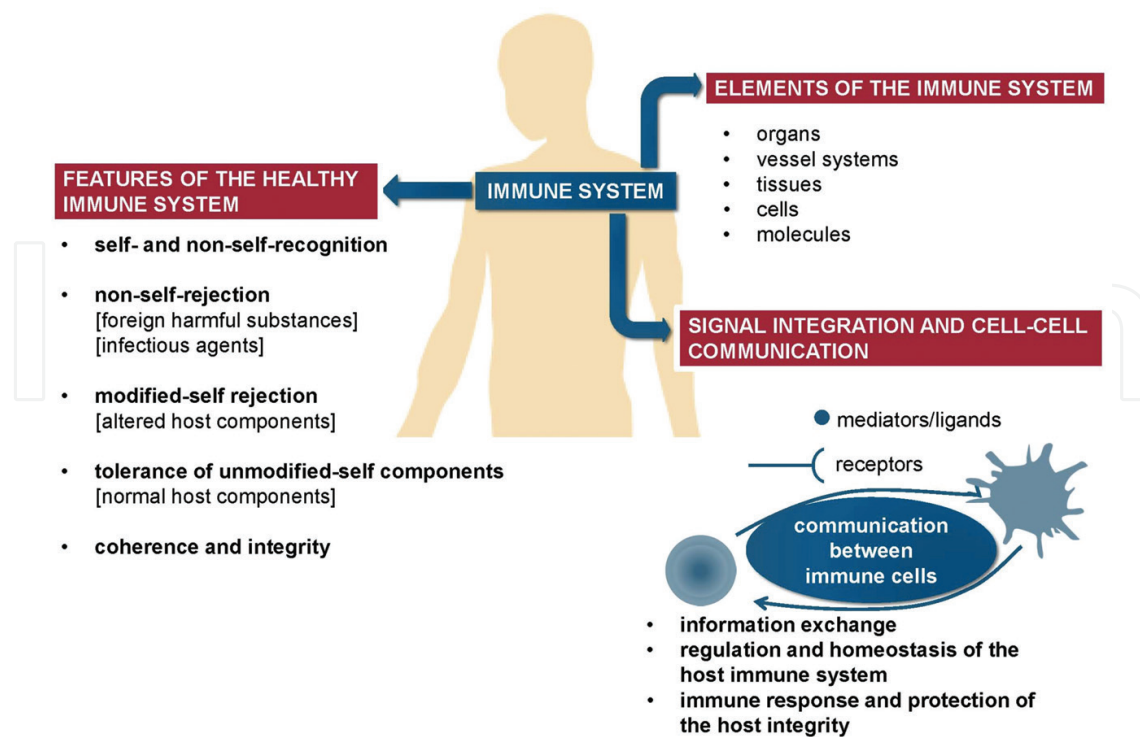 ELEMENTS OF THE IMMUNE SYSTEM
• organs
• vessel systems
• tissues
• cells
• molecules
IMMUNE SYSTEM
FEATURES OF THE HEALTHY
IMMUNE SYSTEM
• self- and non-self-recognition
• non-self-rejection
[foreign harmful substances]
[infectious agents]
• modified-self rejection
[altered host components]
• tolerance of unmodified-self components
[normal host components]
• coherence and integrity
SIGNAL INTEGRATION AND CELL-CELL
COMMUNICATION
mediators/ligands
receptors
communication
between
immune cells
• information exchange
• regulation and homeostasis of the
host immune system
• immune response and protection of
the host integrity